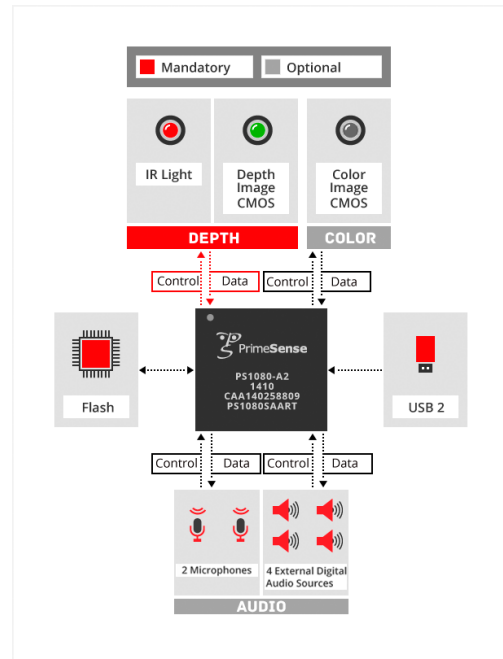 Mandatory
Optional
IR Light
Depth
Image
CMOS
Color
Image
CMOS
DEPTH
COLOR
Control
Data
Control
Data
PrimeSense
PS1080-A2
1410
CAA140258809
PS1080SAART
Flash
USB 2
Control
Data
Control
Data
2 Microphones
4 External Digital
Audio Sources
AUDIO